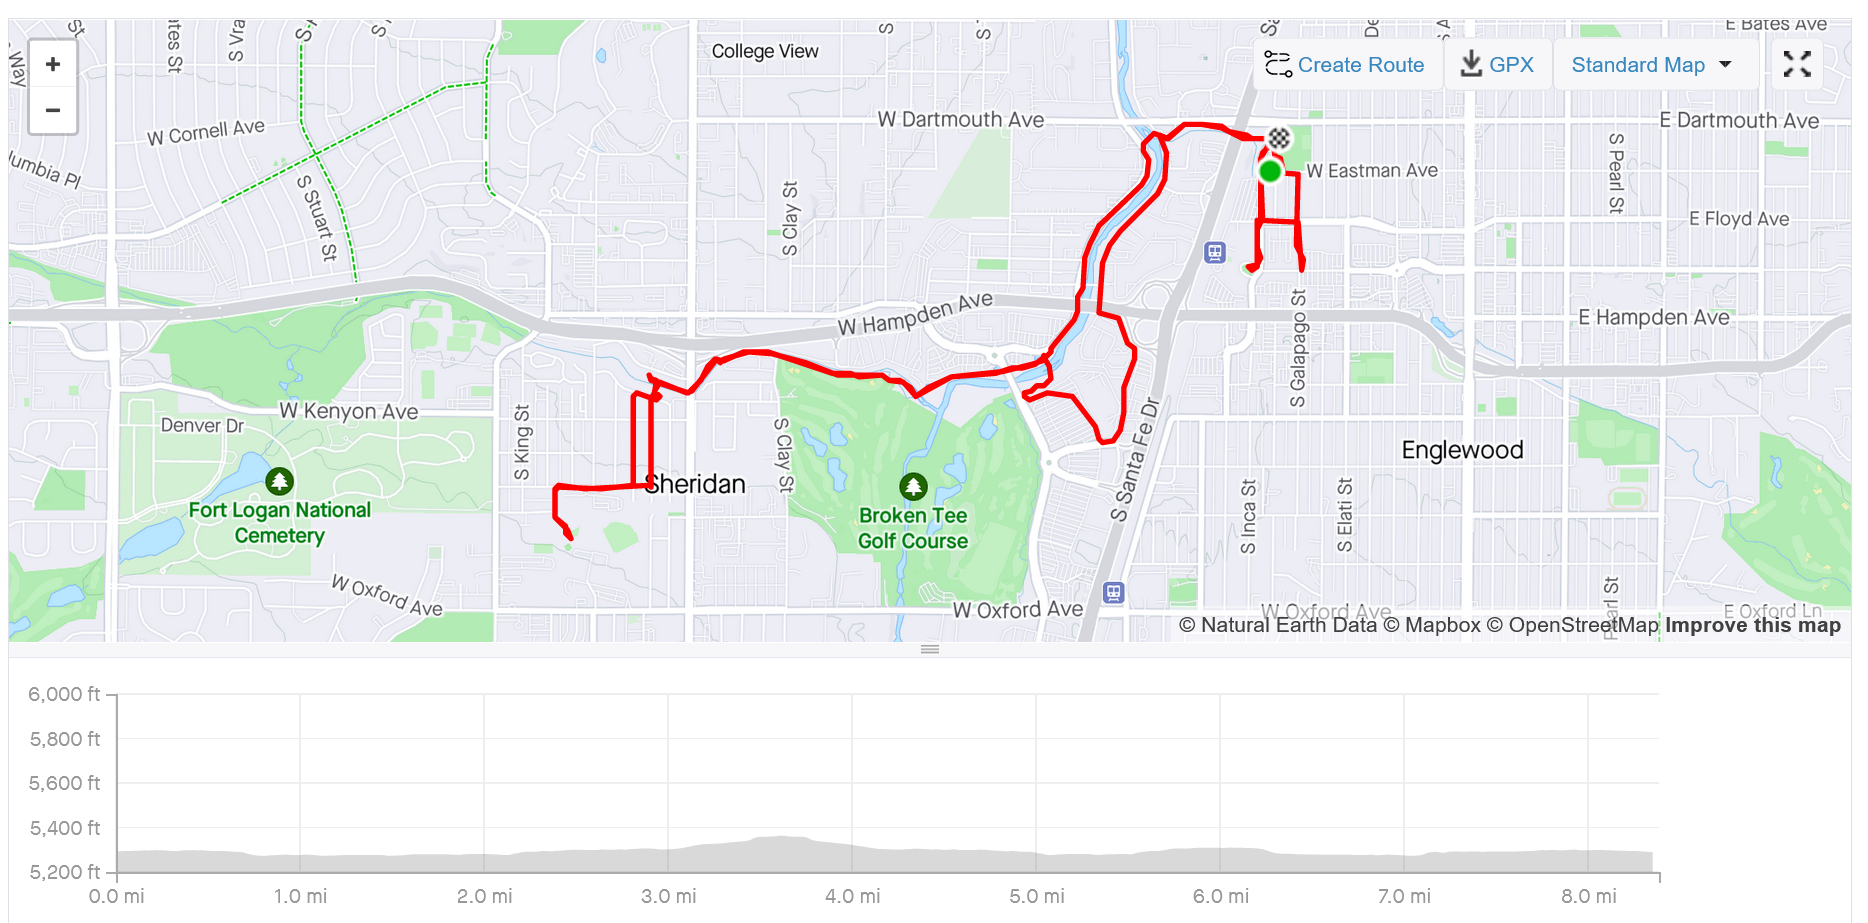 +
−
College View
Create Route
GPX
Standard Map
E Bates Ave
W Cornell Ave
W Dartmouth Ave
E Dartmouth Ave
W Eastman Ave
S Pearl St
S Stuart St
S Clay St
E Floyd Ave
W Hampden Ave
E Hampden Ave
S Galapago St
W Kenyon Ave
Denver Dr
S King St
S Clay St
S Santa Fe Dr
Englewood
Sheridan
Fort Logan National
Cemetery
Broken Tee
Golf Course
S Inca St
S Elati St
W Oxford Ave
W Oxford Ave
W Oxford Ave
E Oxford Ln
© Natural Earth Data © Mapbox © OpenStreetMap Improve this map
6,000 ft
5,800 ft
5,600 ft
5,400 ft
5,200 ft
0.0 mi
1.0 mi
2.0 mi
3.0 mi
4.0 mi
5.0 mi
6.0 mi
7.0 mi
8.0 mi